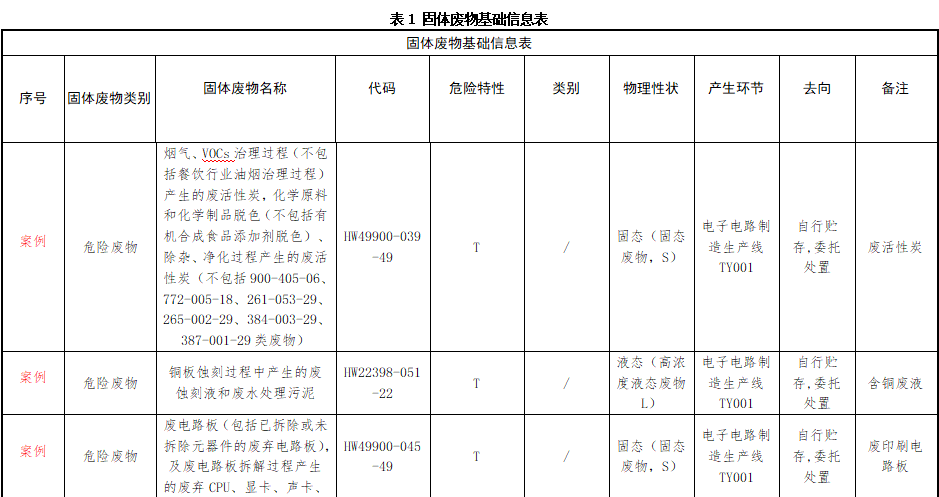 表 1 固体废物基础信息表
固体废物基础信息表
序号
固体废物类别
固体废物名称
代码
危险特性
类别
物理性状
产生环节
去向
备注
案例
危险废物
烟气、VOCs 治理过程（不包
括餐饮行业油烟治理过程）
产生的废活性炭，化学原料
和化学制品脱色（不包括有
机合成食品添加剂脱色）、
除杂、净化过程产生的废活
性炭（不包括 900-405-06、
772-005-18、261-053-29、
265-002-29、384-003-29、
387-001-29 类废物）
HW49900-039
-49
T
/
固态（固态
废物，S）
电子电路制
造生产线
TY001
自行贮
存,委托
处置
废活性炭
案例
危险废物
铜板蚀刻过程中产生的废
蚀刻液和废水处理污泥
HW22398-051
-22
T
/
液态（高浓
度液态废物
L）
电子电路制
造生产线
TY001
自行贮
存,委托
处置
含铜废液
案例
危险废物
废电路板（包括已拆除或未
拆除元器件的废弃电路板），
及废电路板拆解过程产生
的废弃 CPU、显卡、声卡、
HW49900-045
-49
T
/
固态（固态
废物，S）
电子电路制
造生产线
TY001
自行贮
存,委托
处置
废印刷电
路板